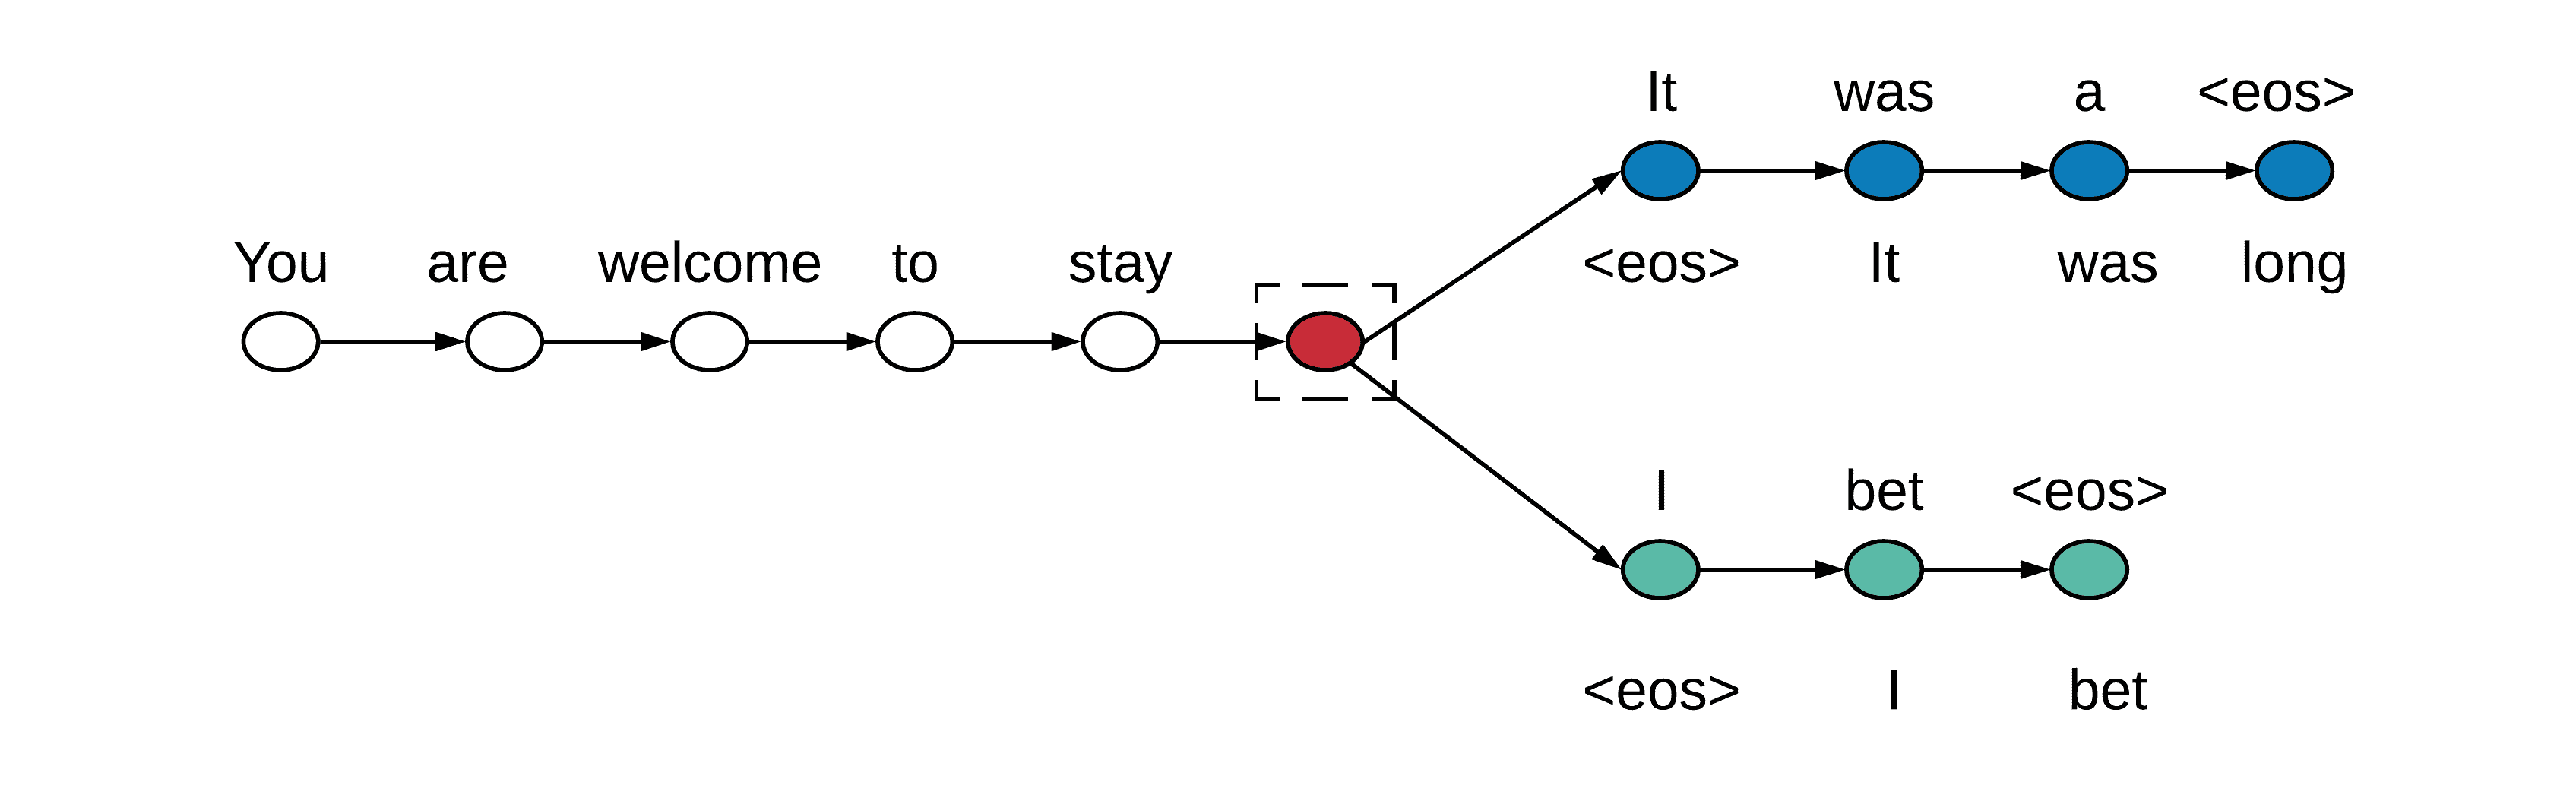 It was a <eos>
You are welcome to stay
<eos> It was long
I bet <eos>
<eos> I bet